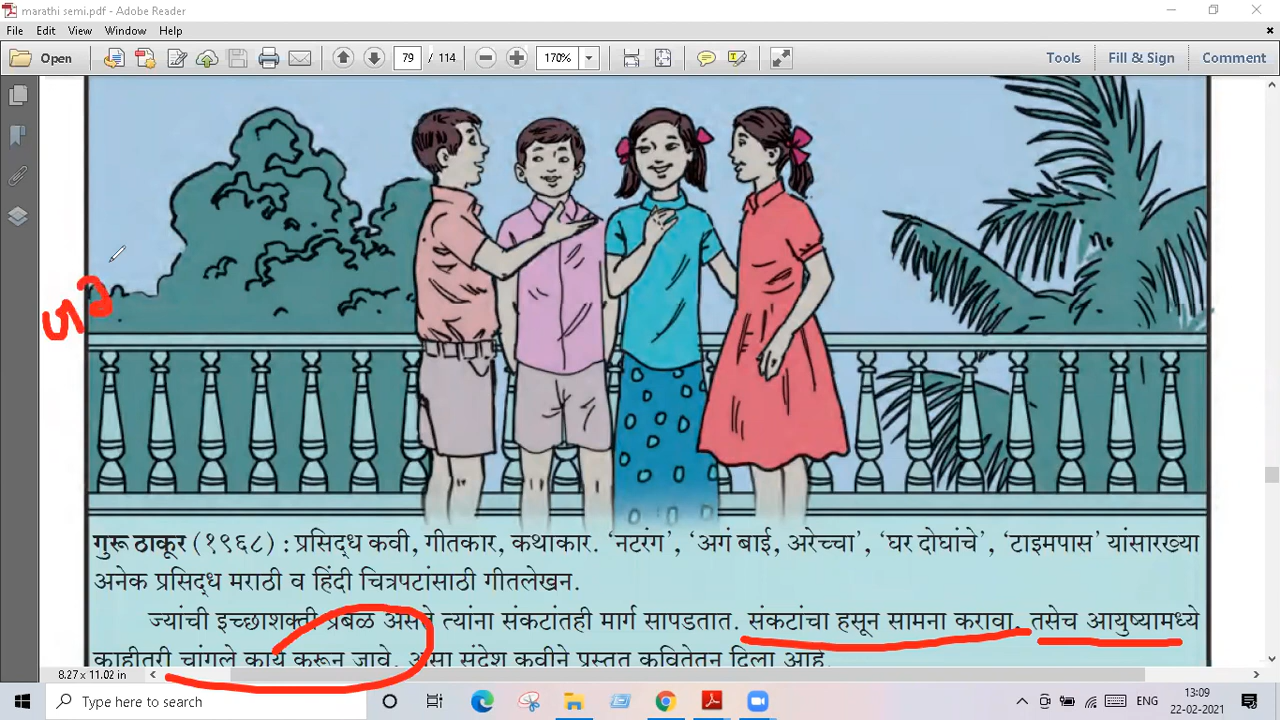 marathi semi.pdf - Adobe Reader
File Edit View Window Help
Open 79 / 114 170% Tools Fill & Sign Comment
गुरू ठाकूर (१९६८) : प्रसिद्ध कवी, गीतकार, कथाकार. ‘नटरंग’, ‘अगं बाई, अरेच्चा’, ‘घर दोघांचे’, ‘टाइमपास’ यांसारख्या
अनेक प्रसिद्ध मराठी व हिंदी चित्रपटांसाठी गीतलेखन.
ज्यांची इच्छाशक्ती प्रबळ असते त्यांना संकटांतही मार्ग सापडतात. संकटांचा हसून सामना करावा. तसेच आयुष्यामध्ये
काहीतरी चांगले कार्य करून जावे. असा संदेश कवीने प्रस्तुत कवितेतून दिला आहे.
8.27 x 11.02 in
Type here to search ENG 13:09
22-02-2021